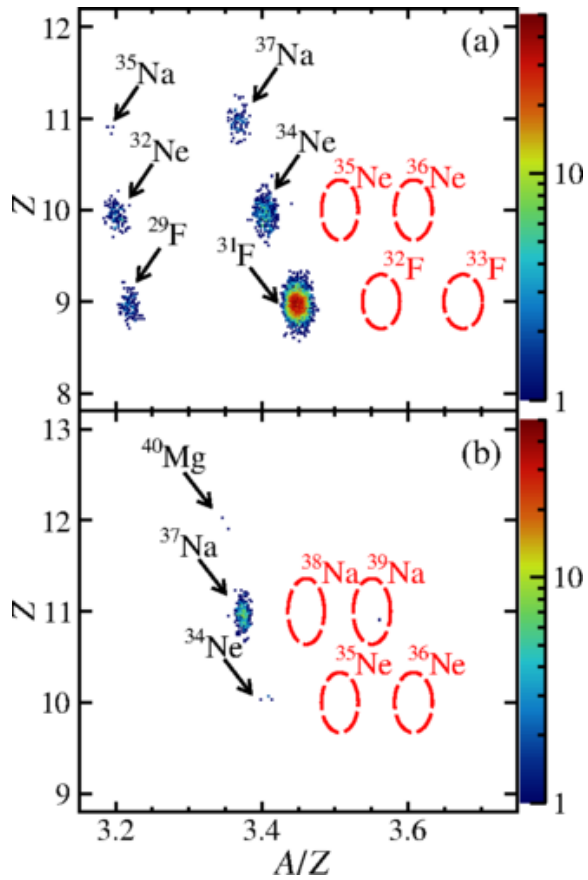 12
(a)
³⁵Na
³⁷Na
11
³²Ne
³⁴Ne
³⁵Ne
³⁶Ne
10
Z
10
²⁹F
³¹F
³²F
³³F
9
8
1
13
(b)
⁴⁰Mg
12
³⁷Na
³⁸Na
³⁹Na
10
11
Z
³⁴Ne
³⁵Ne
³⁶Ne
10
9
1
3.2
3.4
3.6
A/Z